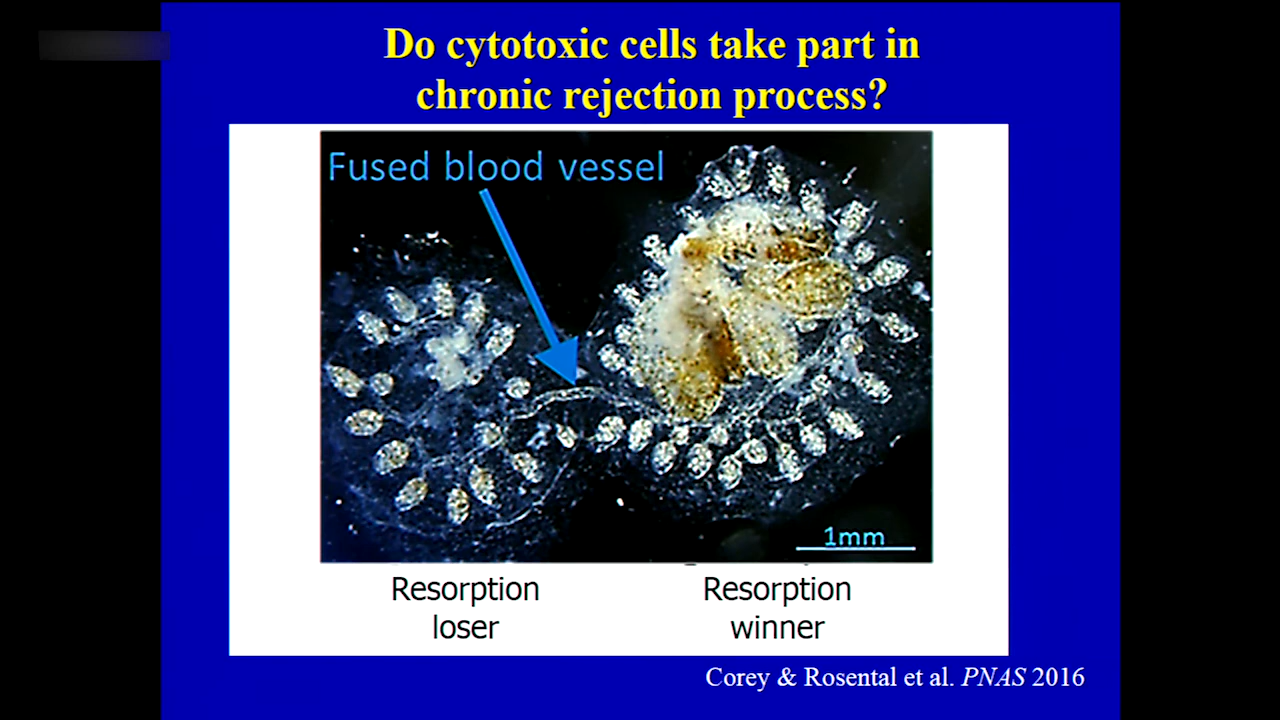 Do cytotoxic cells take part in
chronic rejection process?
Fused blood vessel
1mm
Resorption
loser
Resorption
winner
Corey & Rosental et al. PNAS 2016